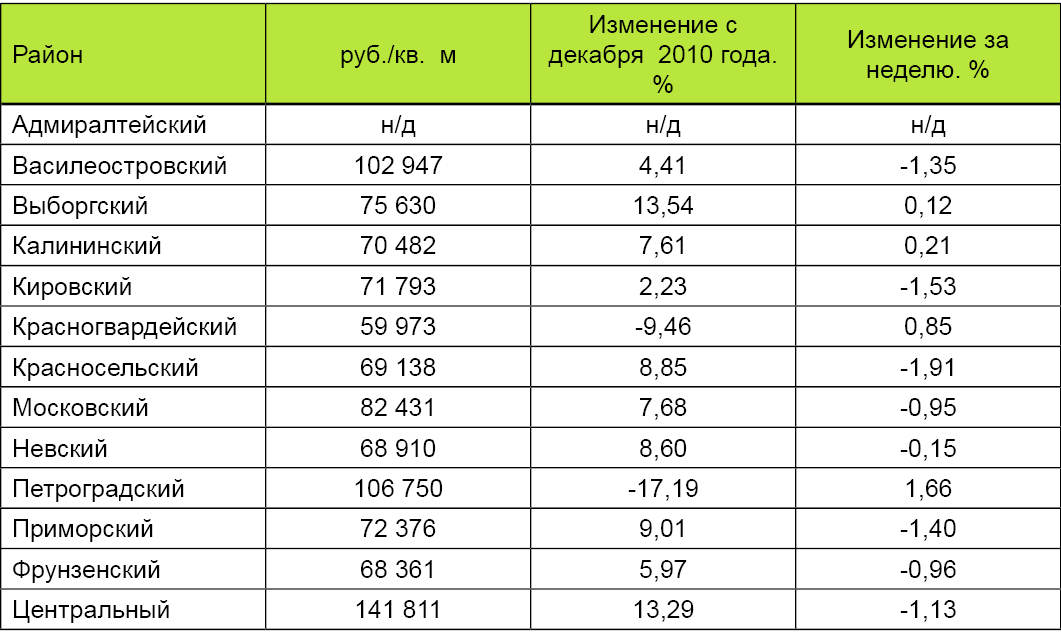 Район руб./кв. м Изменение с декабря 2010 года. % Изменение за неделю. %
Адмиралтейский н/д н/д н/д
Василеостровский 102 947 4,41 -1,35
Выборгский 75 630 13,54 0,12
Калининский 70 482 7,61 0,21
Кировский 71 793 2,23 -1,53
Красногвардейский 59 973 -9,46 0,85
Красносельский 69 138 8,85 -1,91
Московский 82 431 7,68 -0,95
Невский 68 910 8,60 -0,15
Петроградский 106 750 -17,19 1,66
Приморский 72 376 9,01 -1,40
Фрунзенский 68 361 5,97 -0,96
Центральный 141 811 13,29 -1,13